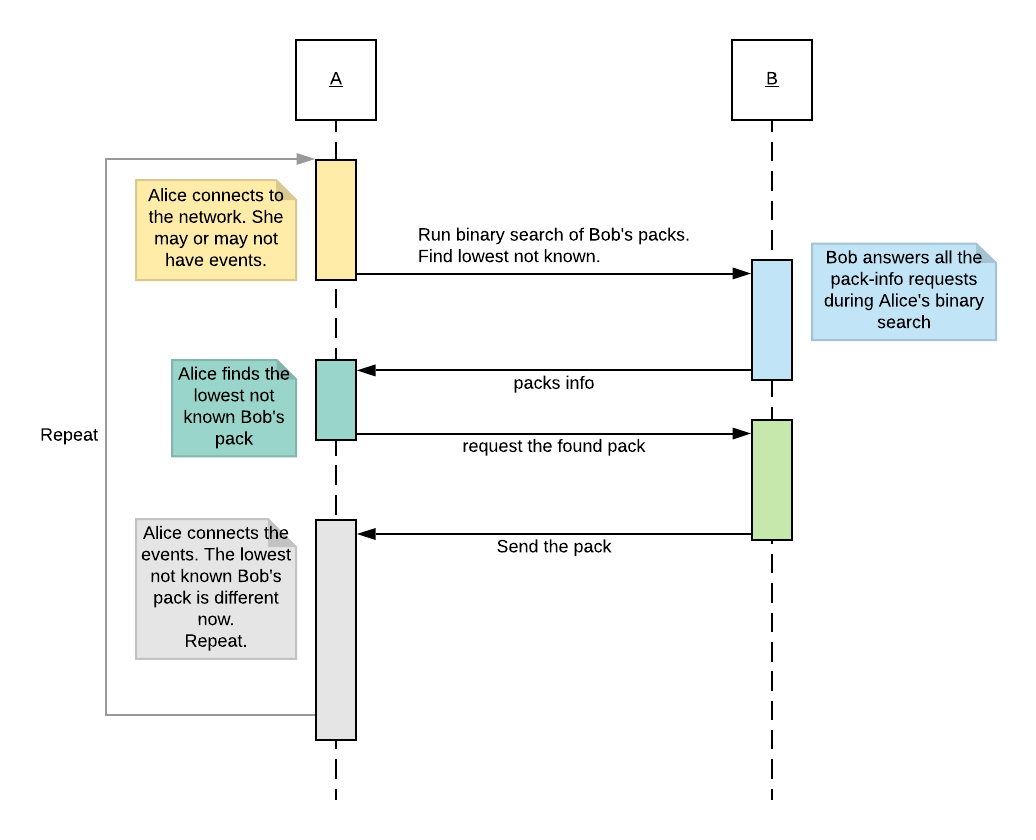 A
B
Alice connects to
the network. She
may or may not
have events.
Run binary search of Bob's packs.
Find lowest not known.
Bob answers all the
pack-info requests
during Alice's binary
search
packs info
Alice finds the
lowest not
known Bob's
pack
Repeat
request the found pack
Alice connects the
events. The lowest
not known Bob's
pack is different
now.
Repeat.
Send the pack